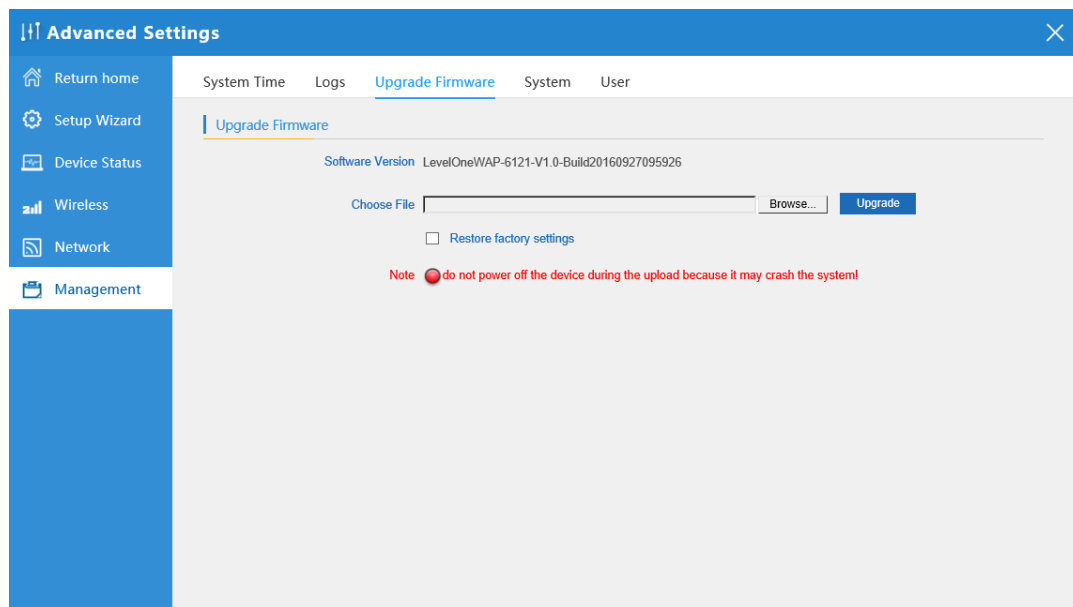 Advanced Settings
Return home
Setup Wizard
Device Status
Wireless
Network
Management
System Time Logs Upgrade Firmware System User
Upgrade Firmware
Software Version LevelOneWAP-6121-V1.0-Build20160927095926
Choose File Browse... Upgrade
Restore factory settings
Note do not power off the device during the upload because it may crash the system!